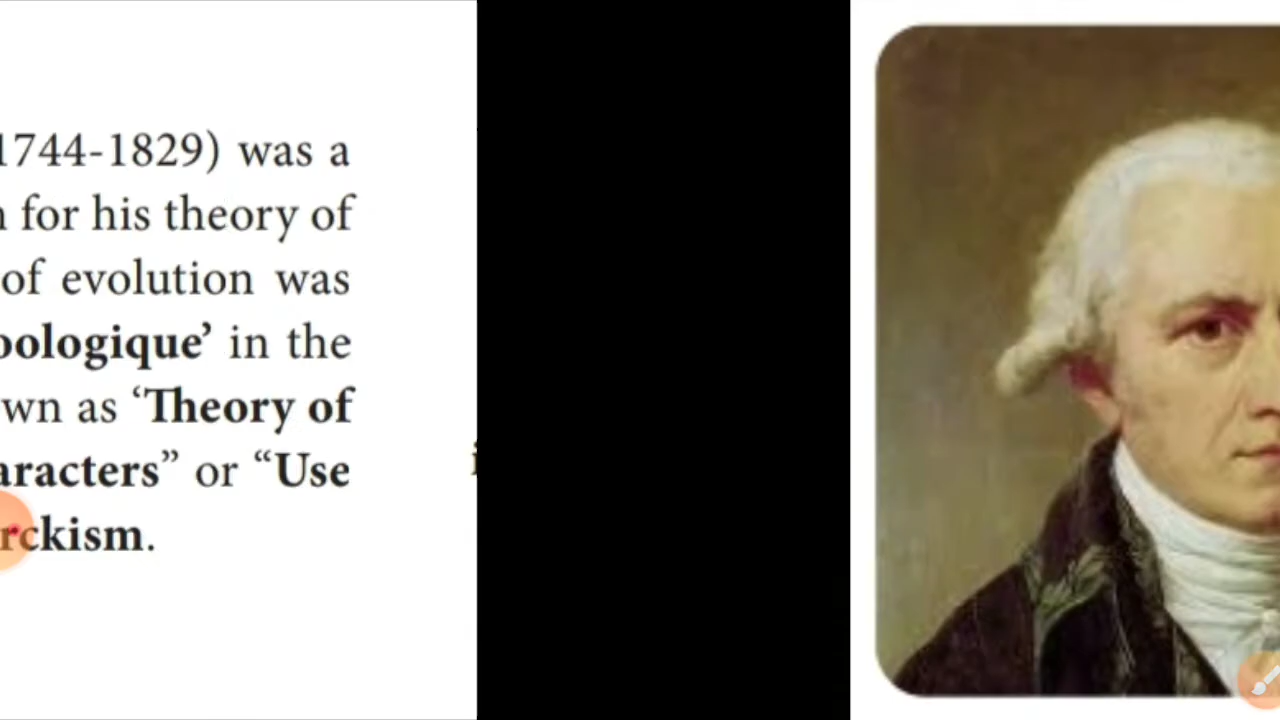 1744-1829) was a
n for his theory of
of evolution was
oologique’ in the
wn as ‘Theory of
aracters” or “Use
rckism.
i